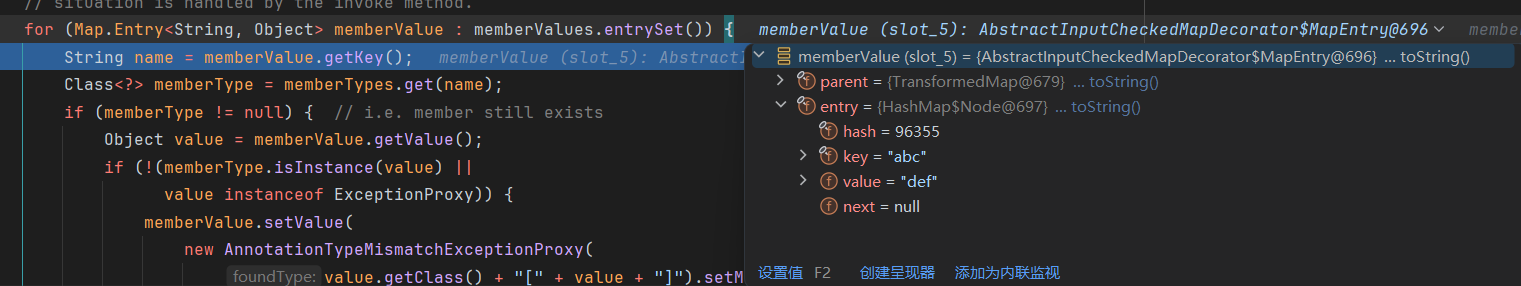 // situation is handled by the invoke method.
for (Map.Entry<String, Object> memberValue : memberValues.entrySet()) {   memberValue (slot_5): AbstractInputCheckedMapDecorator$MapEntry@696   membe
String name = memberValue.getKey();   memberValue (slot_5): Abstract
Class<?> memberType = memberTypes.get(name);
if (memberType != null) {  // i.e. member still exists
Object value = memberValue.getValue();
if (!(memberType.isInstance(value) ||
value instanceof ExceptionProxy)) {
memberValue.setValue(
new AnnotationTypeMismatchExceptionProxy(
foundType: value.getClass() + "[" + value + "]").setM
memberValue (slot_5) = {AbstractInputCheckedMapDecorator$MapEntry@696} ... toString()
parent = {TransformedMap@679} ... toString()
entry = {HashMap$Node@697} ... toString()
hash = 96355
key = "abc"
value = "def"
next = null
设置值 F2 创建呈现器 添加为内联监视